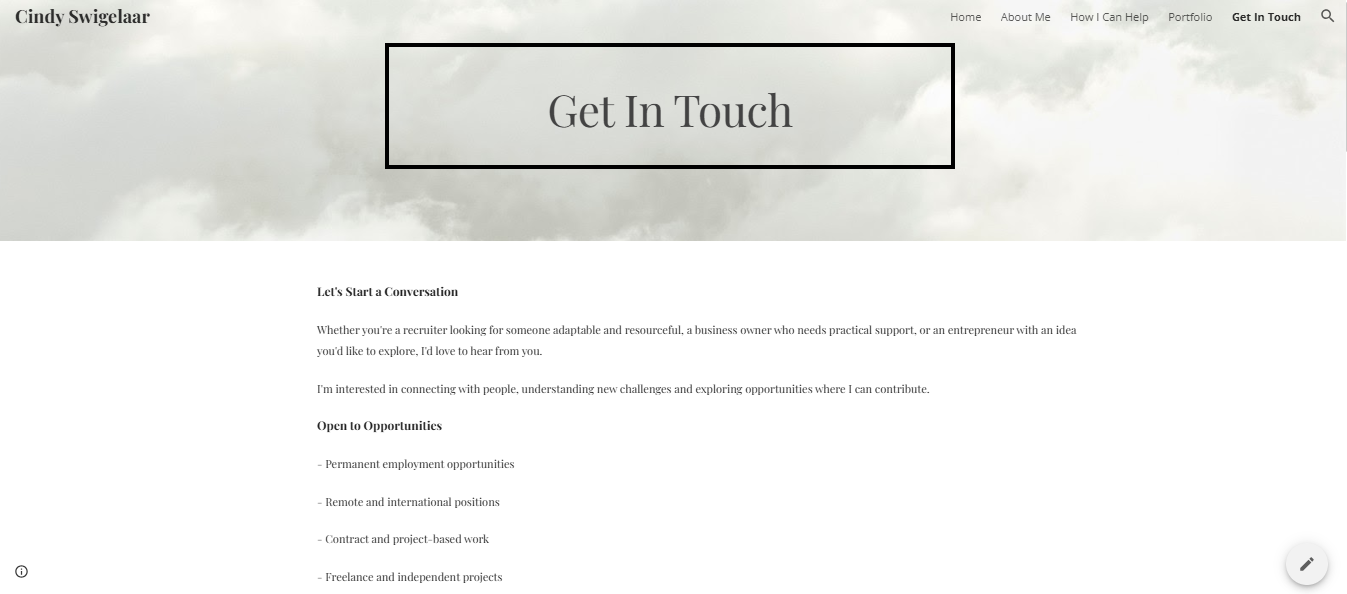 Cindy Swigelaar
Home About Me How I Can Help Portfolio Get In Touch
Get In Touch
Let's Start a Conversation
Whether you're a recruiter looking for someone adaptable and resourceful, a business owner who needs practical support, or an entrepreneur with an idea
you'd like to explore, I'd love to hear from you.
I'm interested in connecting with people, understanding new challenges and exploring opportunities where I can contribute.
Open to Opportunities
- Permanent employment opportunities
- Remote and international positions
- Contract and project-based work
- Freelance and independent projects